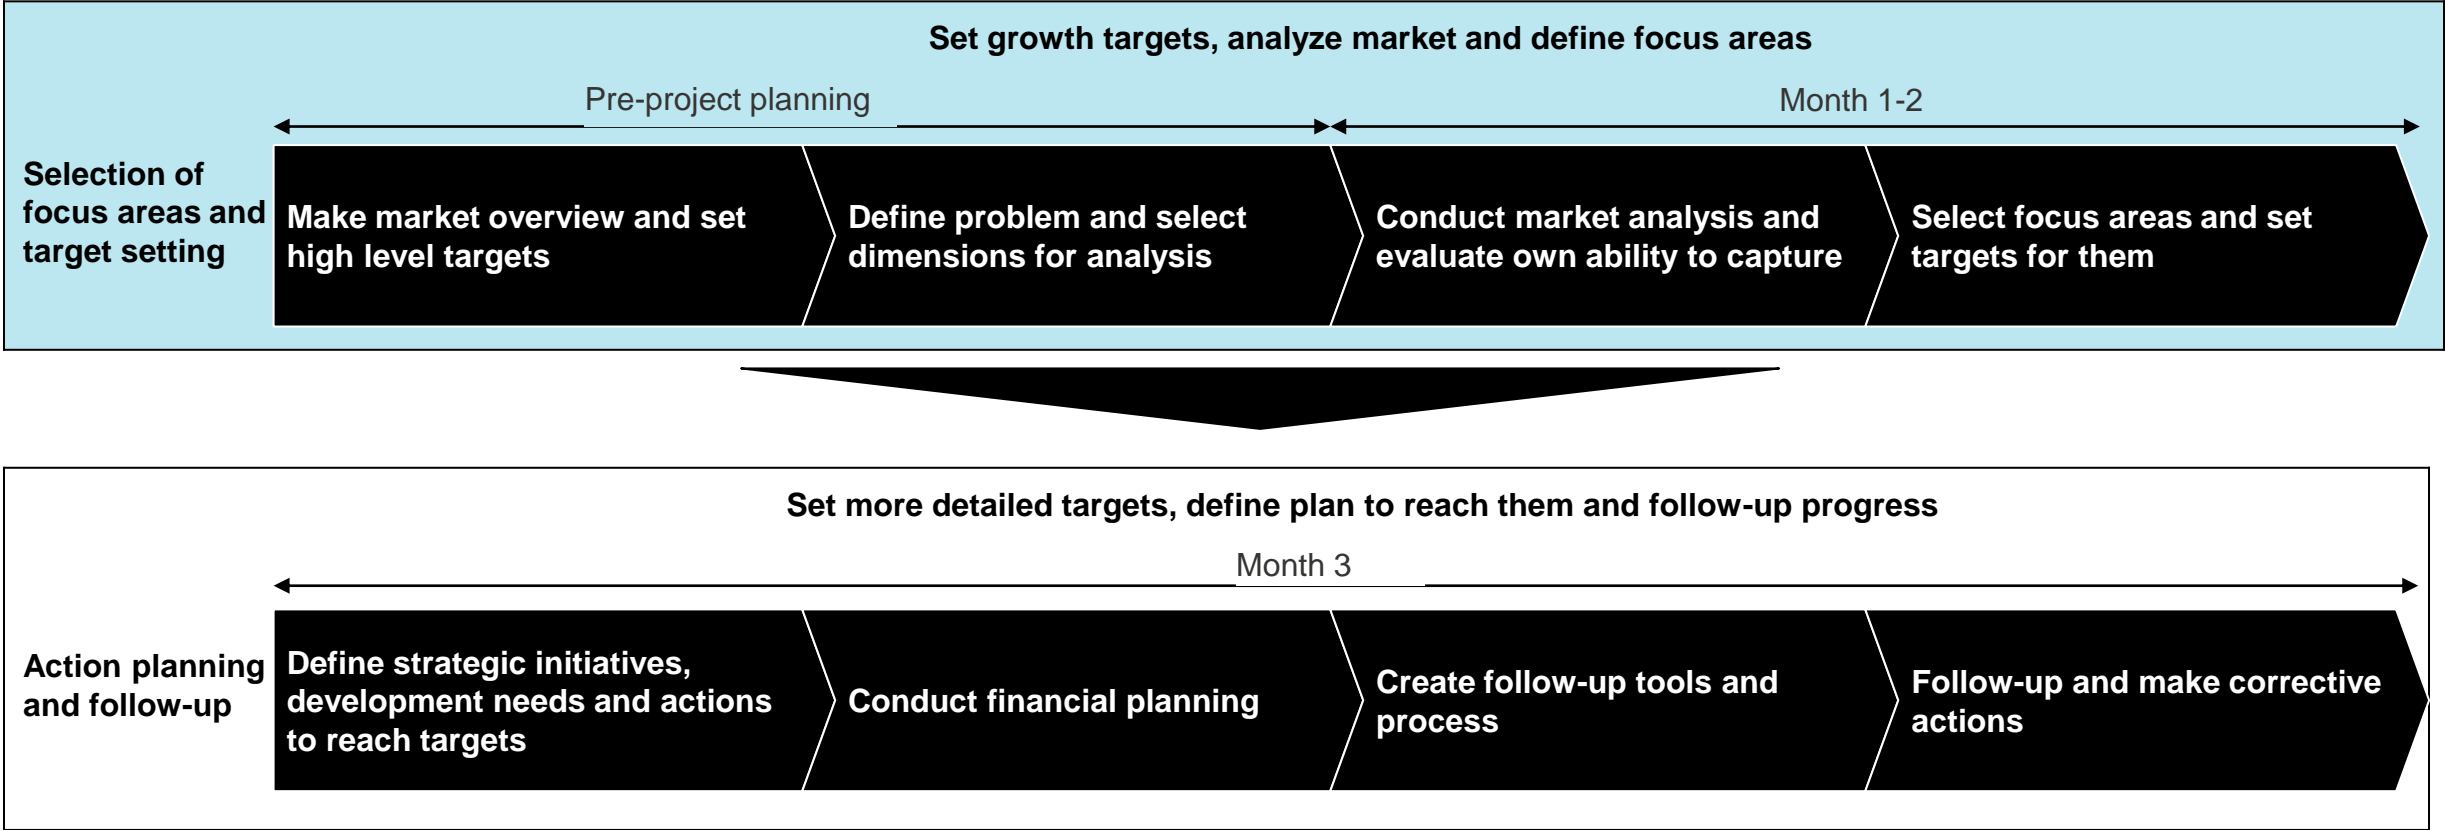 Set growth targets, analyze market and define focus areas
Pre-project planning
Month 1-2
Selection of
focus areas and
target setting
Make market overview and set
high level targets
Define problem and select
dimensions for analysis
Conduct market analysis and
evaluate own ability to capture
Select focus areas and set
targets for them
Set more detailed targets, define plan to reach them and follow-up progress
Month 3
Action planning
and follow-up
Define strategic initiatives,
development needs and actions
to reach targets
Conduct financial planning
Create follow-up tools and
process
Follow-up and make corrective
actions